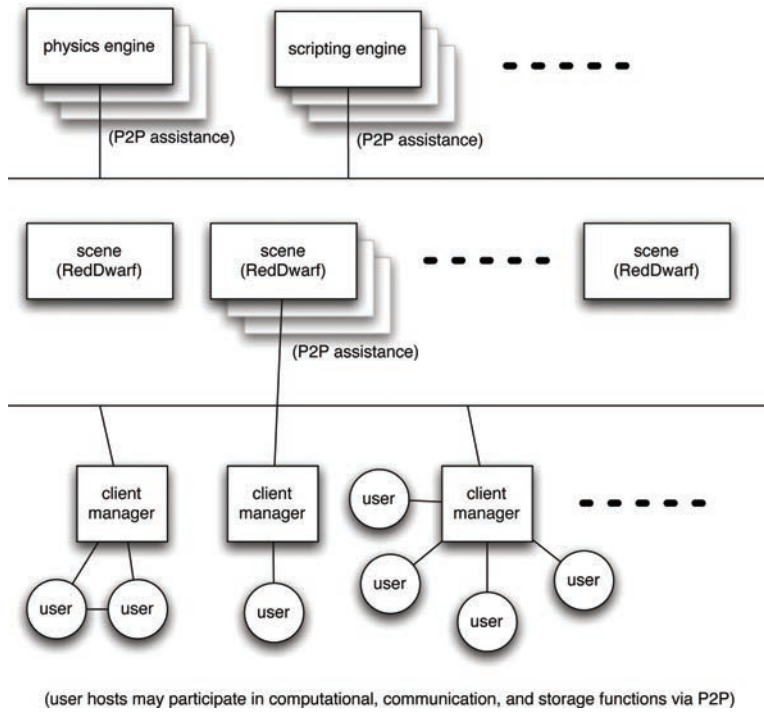 physics engine
scripting engine
(P2P assistance)
(P2P assistance)
scene
(RedDwarf)
scene
(RedDwarf)
scene
(RedDwarf)
(P2P assistance)
client
manager
client
manager
user
client
manager
user
user
user
user
user
user
(user hosts may participate in computational, communication, and storage functions via P2P)